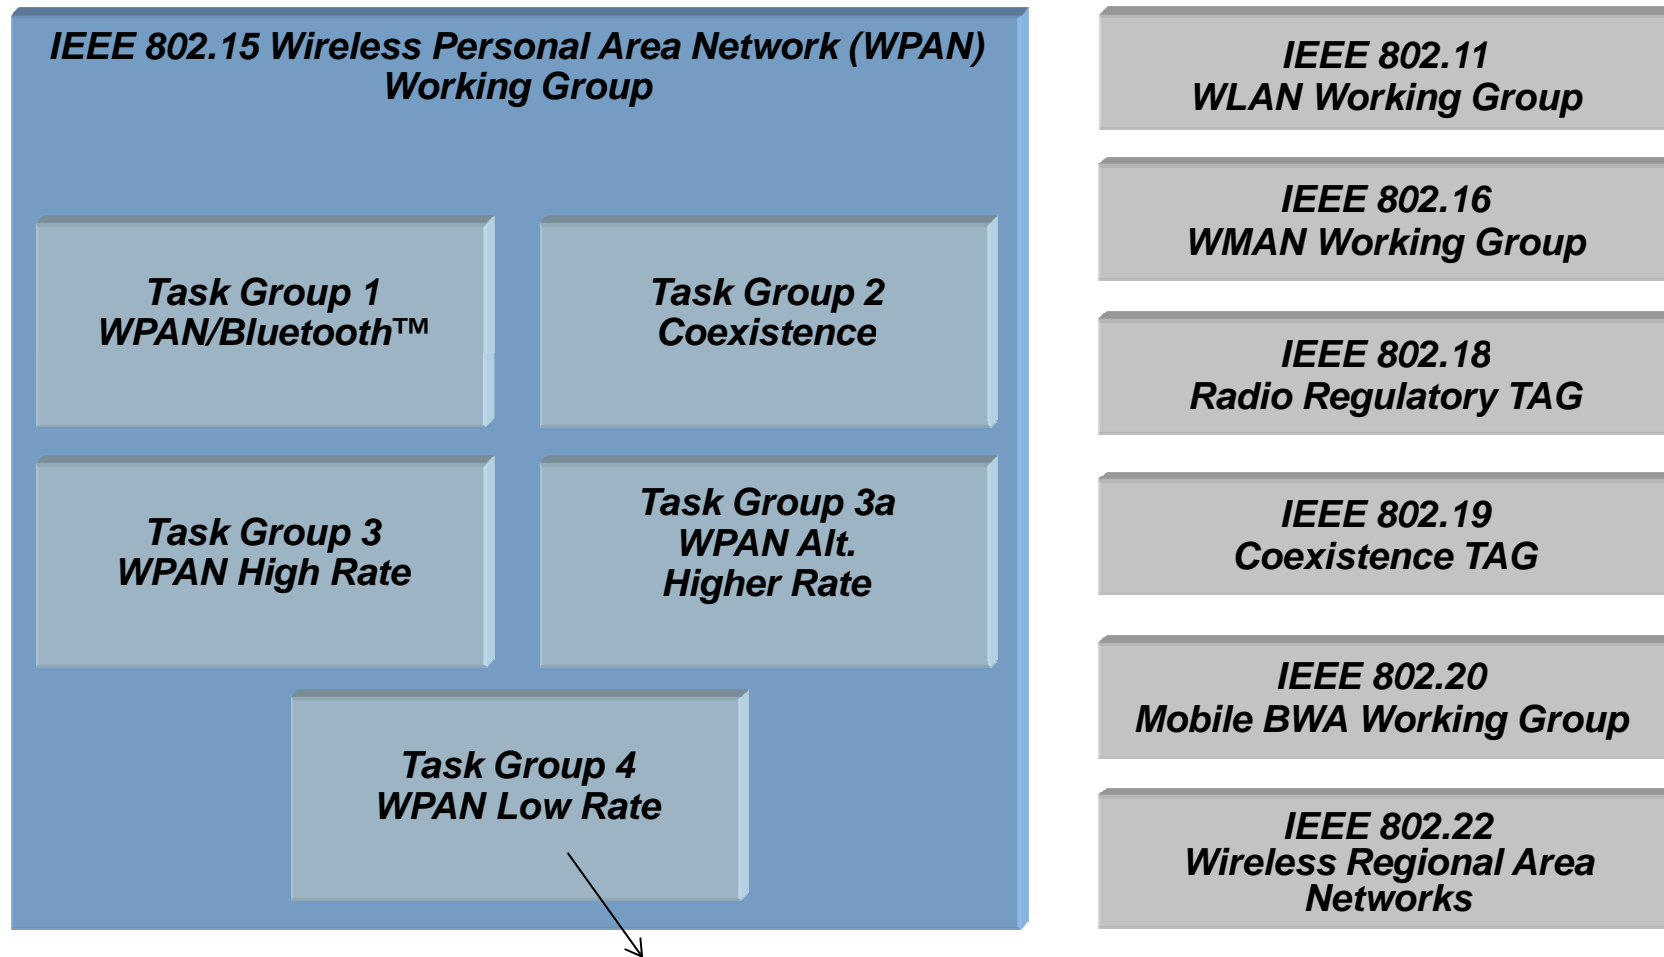 IEEE 802.15 Wireless Personal Area Network (WPAN)
Working Group
Task Group 1
WPAN/Bluetooth™
Task Group 2
Coexistence
Task Group 3
WPAN High Rate
Task Group 3a
WPAN Alt.
Higher Rate
Task Group 4
WPAN Low Rate
IEEE 802.11
WLAN Working Group
IEEE 802.16
WMAN Working Group
IEEE 802.18
Radio Regulatory TAG
IEEE 802.19
Coexistence TAG
IEEE 802.20
Mobile BWA Working Group
IEEE 802.22
Wireless Regional Area
Networks